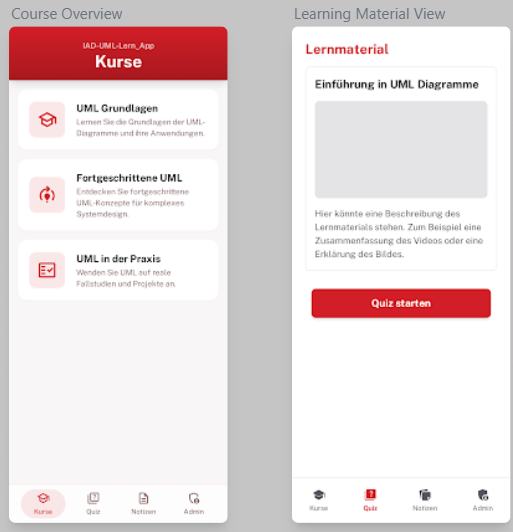 Course Overview
IAD-UML-Lern_App
Kurse
UML Grundlagen
Lernen Sie die Grundlagen der UML-
Diagramme und ihre Anwendungen.
Fortgeschrittene UML
Entdecken Sie fortgeschrittene
UML-Konzepte für komplexes
Systemdesign.
UML in der Praxis
Wenden Sie UML auf reale
Fallstudien und Projekte an.
Kurse
Quiz
Notizen
Admin
Learning Material View
Lernmaterial
Einführung in UML Diagramme
Hier könnte eine Beschreibung des
Lernmaterials stehen. Zum Beispiel eine
Zusammenfassung des Videos oder eine
Erklärung des Bildes.
Quiz starten
Kurse
Quiz
Notizen
Admin